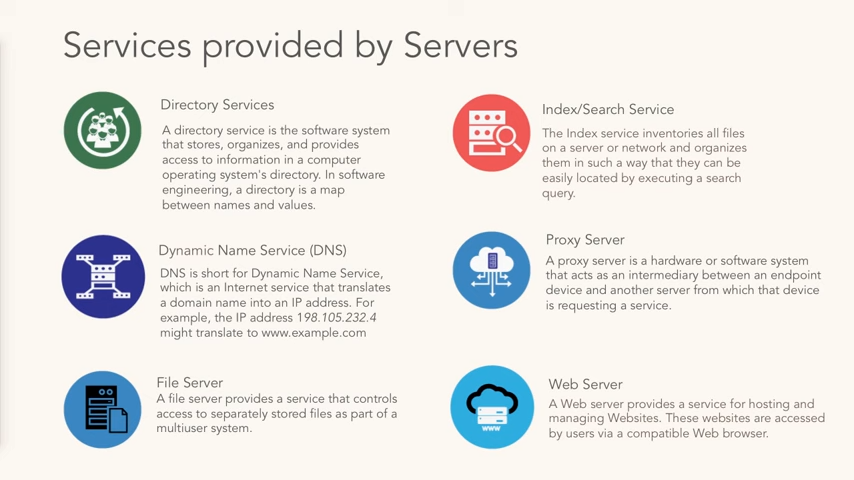 Services provided by Servers
Directory Services
A directory service is the software system
that stores, organizes, and provides
access to information in a computer
operating system's directory. In software
engineering, a directory is a map
between names and values.
Dynamic Name Service (DNS)
DNS is short for Dynamic Name Service,
which is an Internet service that translates
a domain name into an IP address. For
example, the IP address 198.105.232.4
might translate to www.example.com
File Server
A file server provides a service that controls
access to separately stored files as part of a
multiuser system.
Index/Search Service
The Index service inventories all files
on a server or network and organizes
them in such a way that they can be
easily located by executing a search
query.
Proxy Server
A proxy server is a hardware or software system
that acts as an intermediary between an endpoint
device and another server from which that device
is requesting a service.
Web Server
A Web server provides a service for hosting and
managing Websites. These websites are accessed
by users via a compatible Web browser.
www